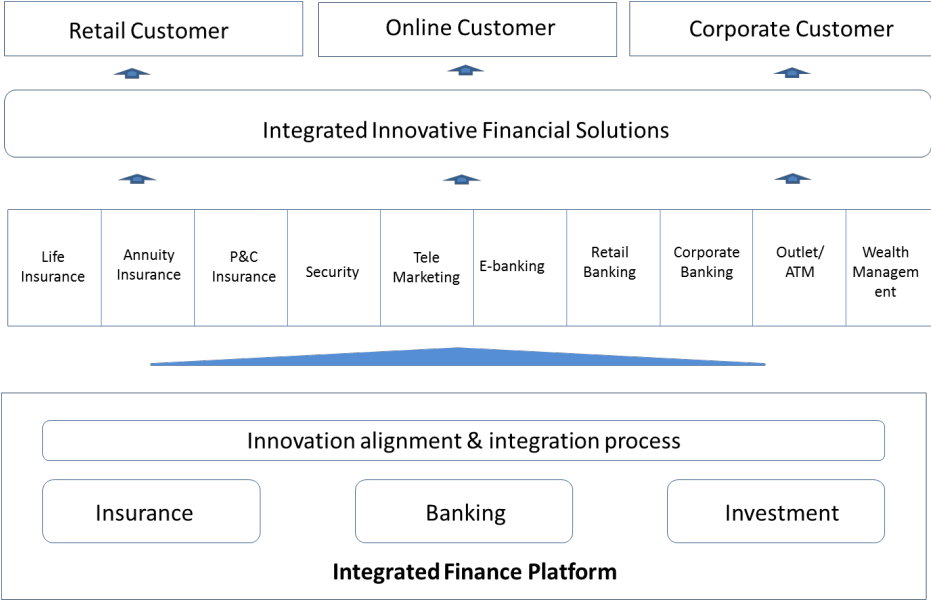 Retail Customer
Online Customer
Corporate Customer
Integrated Innovative Financial Solutions
Life
Insurance
Annuity
Insurance
P&C
Insurance
Security
Tele
Marketing
E-banking
Retail
Banking
Corporate
Banking
Outlet/
ATM
Wealth
Managem
ent
Innovation alignment & integration process
Insurance
Banking
Investment
Integrated Finance Platform